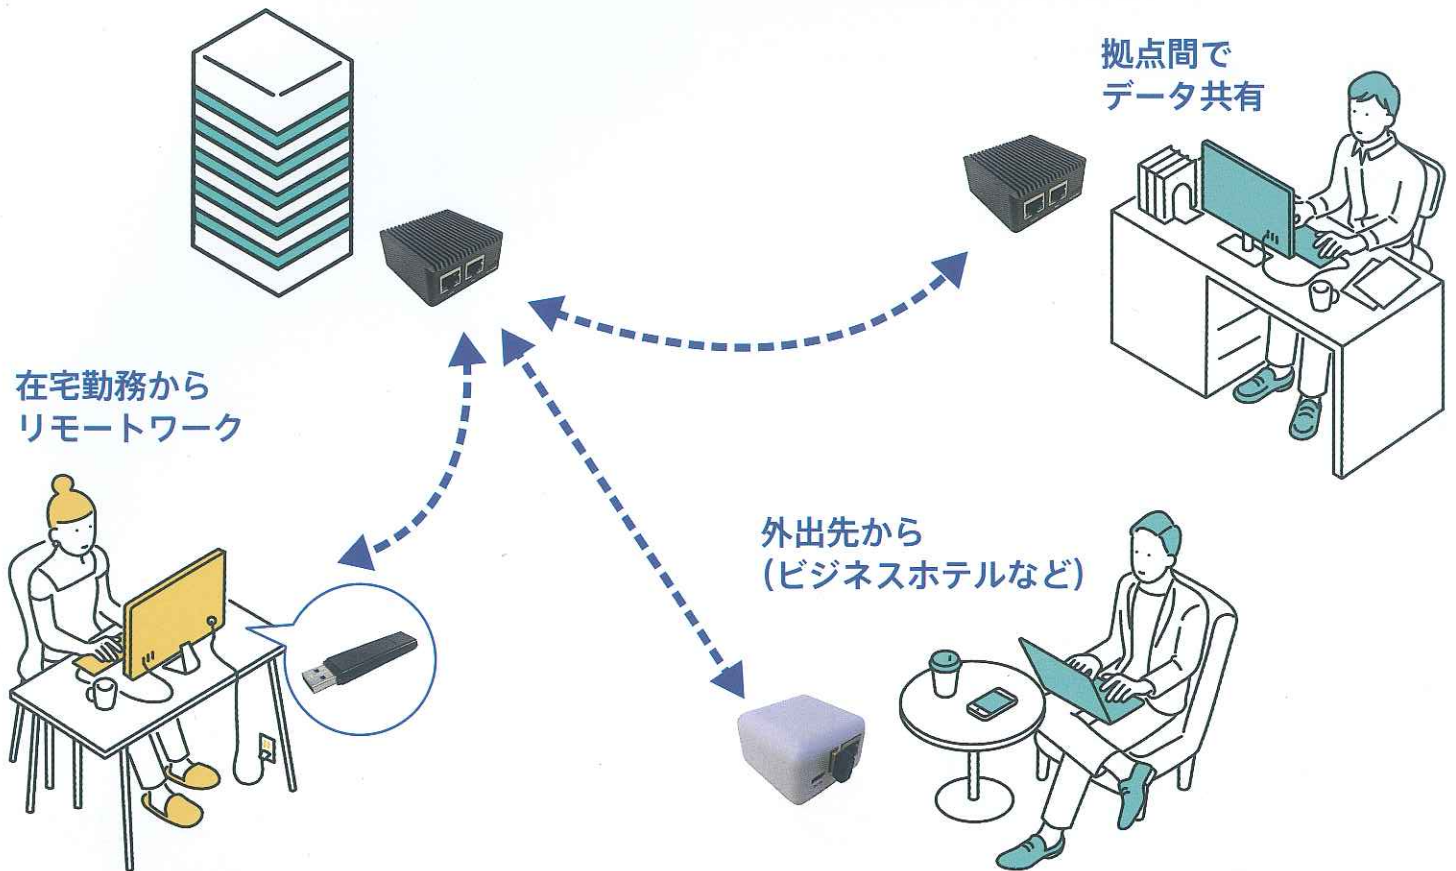 拠点間で
データ共有
在宅勤務から
リモートワーク
外出先から
(ビジネスホテルなど)